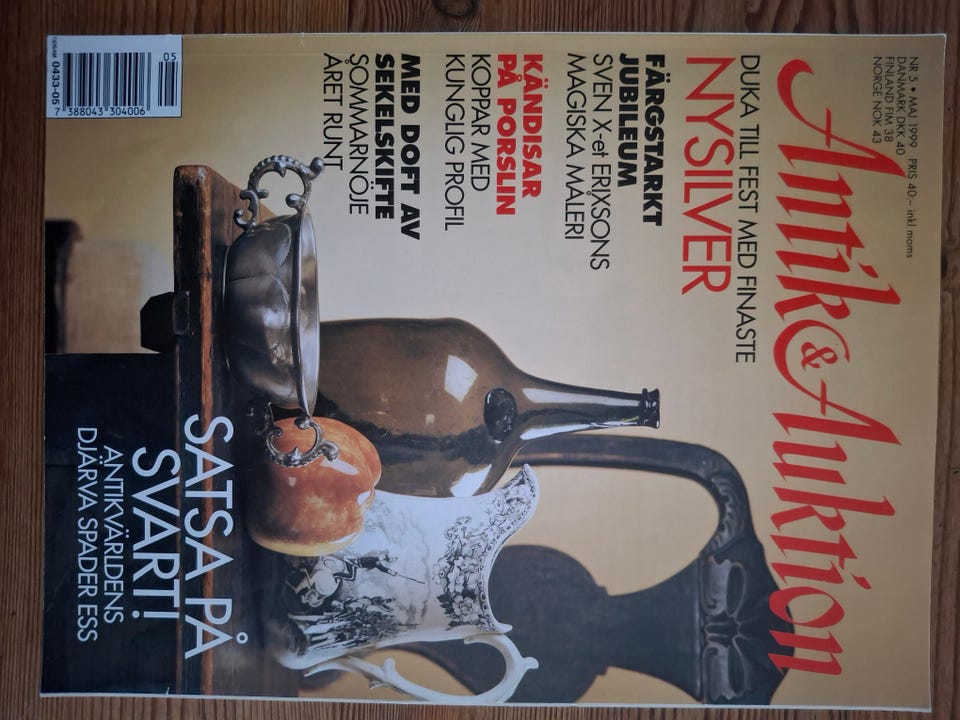 NR 5 • MAJ 1999 PRIS 40:– inkl moms
DANMARK DKK 40
FINLAND FIM 38
NORGE NOK 43
Antik & Auktion
DUKA TILL FEST MED FINASTE
NYSILVER
FÄRGSTARKT
JUBILEUM
SVEN X-et ERIXSONS
MAGISKA MÅLERI
KÄNDISAR
PÅ PORSLIN
KOPPAR MED
KUNGLIG PROFIL
MED DOFT AV
SEKELSKIFTE
SOMMARNÖJE
ÅRET RUNT
SATSA PÅ
SVART!
ANTIKVÄRLDENS
DJÄRVA SPADER ESS
0433-05
05
7 388043 304006